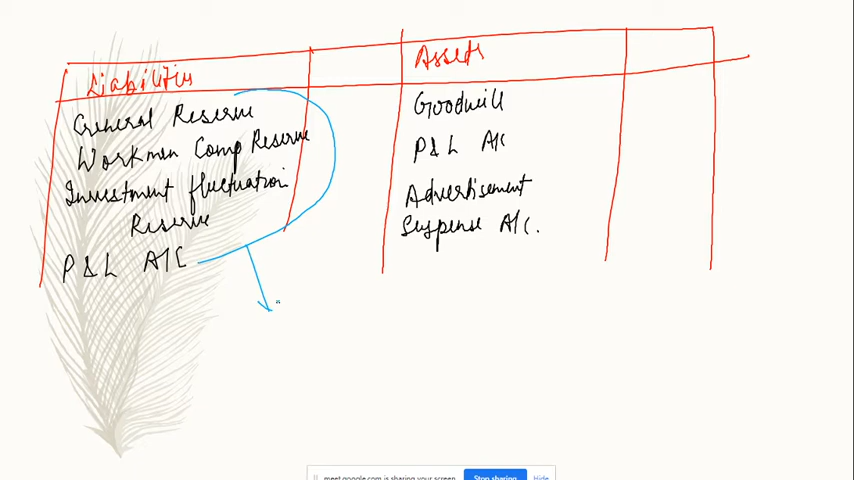 Liabilities
Assets
General Reserve
Workmen Comp Reserve
Investment fluctuation
Reserve
P&L A/C
Goodwill
P&L A/C
Advertisement
Suspense A/C.
meet.google.com is sharing your screen.
Stop sharing
Hide